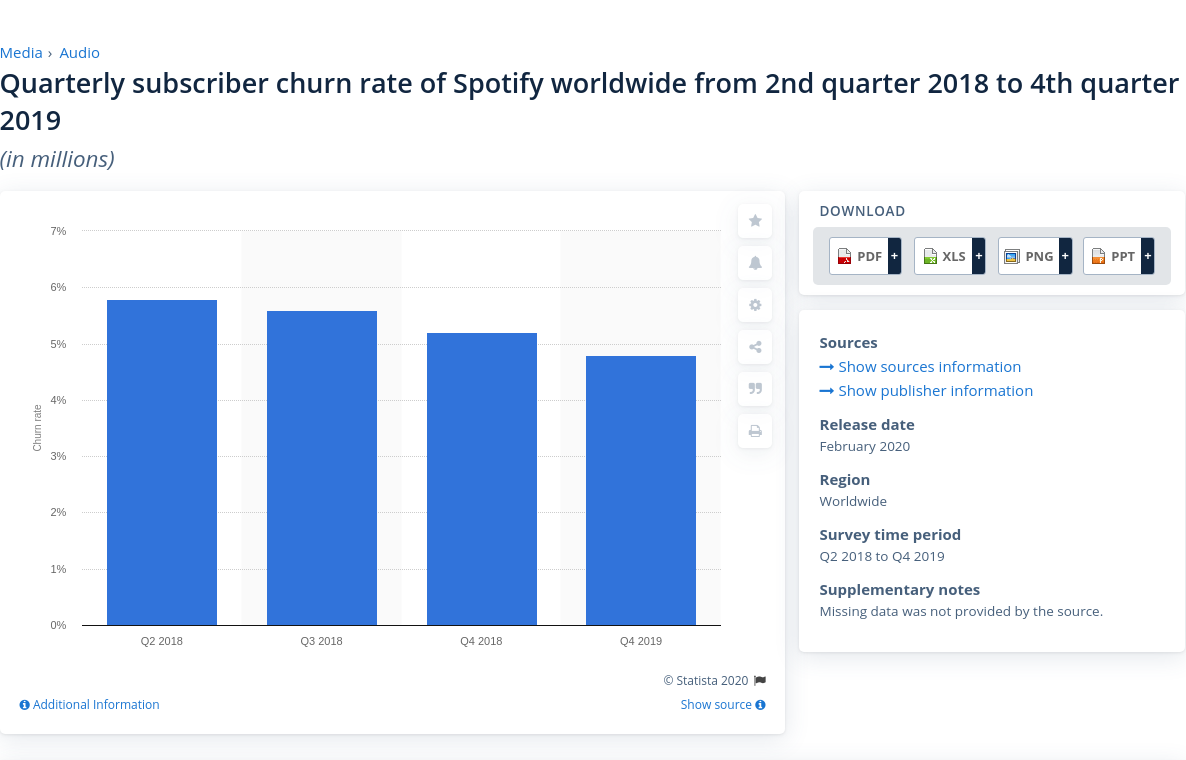 Media › Audio
Quarterly subscriber churn rate of Spotify worldwide from 2nd quarter 2018 to 4th quarter
2019
(in millions)
7%
6%
5%
4%
3%
2%
1%
0%
Churn rate
Q2 2018 Q3 2018 Q4 2018 Q4 2019
© Statista 2020
Additional Information Show source
DOWNLOAD
PDF + XLS + PNG + PPT +
Sources
Show sources information
Show publisher information
Release date
February 2020
Region
Worldwide
Survey time period
Q2 2018 to Q4 2019
Supplementary notes
Missing data was not provided by the source.